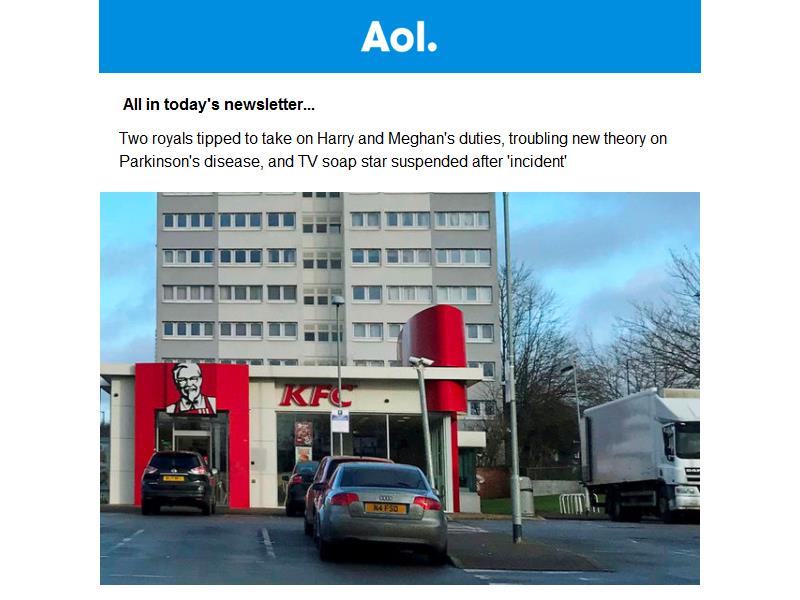 Aol.
All in today's newsletter...
Two royals tipped to take on Harry and Meghan's duties, troubling new theory on
Parkinson's disease, and TV soap star suspended after 'incident'
KFC
N4 FSD